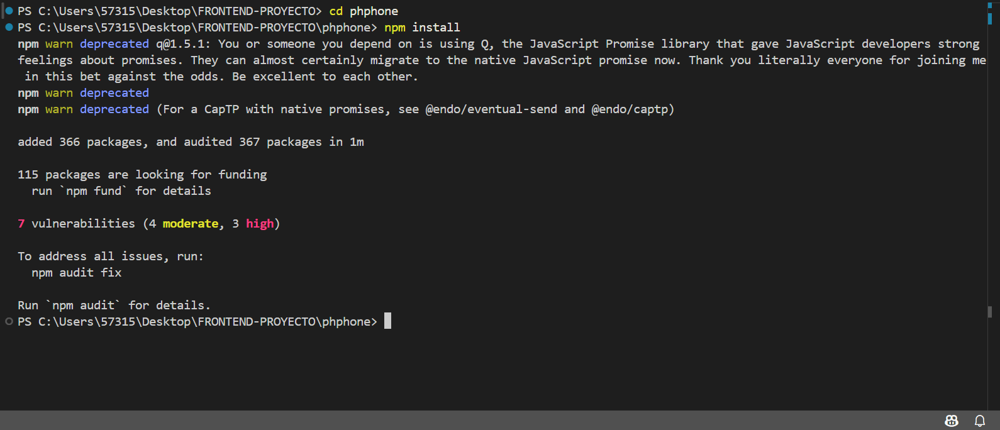 PS C:\Users\57315\Desktop\FRONTEND-PROYECTO> cd phphone
PS C:\Users\57315\Desktop\FRONTEND-PROYECTO\phphone> npm install
npm warn deprecated q@1.5.1: You or someone you depend on is using Q, the JavaScript Promise library that gave JavaScript developers strong
feelings about promises. They can almost certainly migrate to the native JavaScript promise now. Thank you literally everyone for joining me
 in this bet against the odds. Be excellent to each other.
npm warn deprecated
npm warn deprecated (For a CapTP with native promises, see @endo/eventual-send and @endo/captp)
added 366 packages, and audited 367 packages in 1m
115 packages are looking for funding
  run `npm fund` for details
7 vulnerabilities (4 moderate, 3 high)
To address all issues, run:
  npm audit fix
Run `npm audit` for details.
PS C:\Users\57315\Desktop\FRONTEND-PROYECTO\phphone>